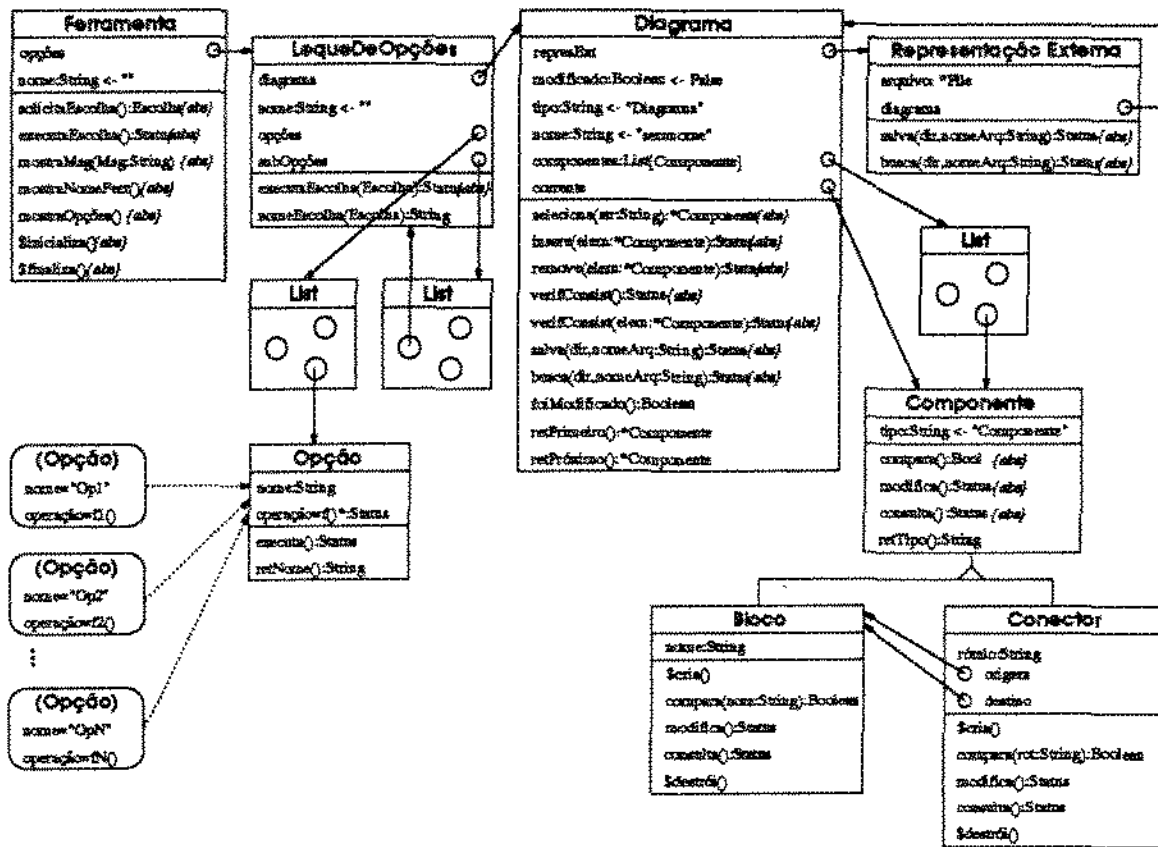 Ferramenta
opções
nome:String <- ""
solicitaEscolha():Escolha{abs}
executaEscolha():Status{abs}
mostraMsg(Msg:String) {abs}
mostraNomeFerr(){abs}
mostraOpções() {abs}
$inicializa(){abs}
$finaliza(){abs}
LequeDeOpções
diagrama
nome:String <- ""
opções
subOpções
executaEscolha(Escolha):Status{abs}
nomeEscolha(Escolha):String
List
List
Diagrama
represExt
modificado:Boolean <- False
tipo:String <- "Diagrama"
nome:String <- "semnome"
componentes:List[Componente]
corrente
seleciona(str:String):*Componente{abs}
insere(elem:*Componente):Status{abs}
remove(elem:*Componente):Status{abs}
verifConsist():Status{abs}
verifConsist(elem:*Componente):Status{abs}
salva(dir,nomeArq:String):Status{abs}
busca(dir,nomeArq:String):Status{abs}
foiModificado():Boolean
retPrimeiro():*Componente
retPróximo():*Componente
Representação Externa
arquivo: *File
diagrama
salva(dir,nomeArq:String):Status{abs}
busca(dir,nomeArq:String):Status{abs}
List
Componente
tipo:String <- "Componente"
compara():Bool {abs}
modifica():Status{abs}
consulta():Status{abs}
retTipo():String
(Opção)
nome="Op1"
operação=f1()
(Opção)
nome="Op2"
operação=f2()
(Opção)
nome="OpN"
operação=fN()
Opção
nome:String
operação=f()*:Status
executa():Status
retNome():String
Bloco
nome:String
$cria()
compara(nom:String):Boolean
modifica():Status
consulta():Status
$destrói()
Conector
rótulo:String
origem
destino
$cria()
compara(rot:String):Boolean
modifica():Status
consulta():Status
$destrói()